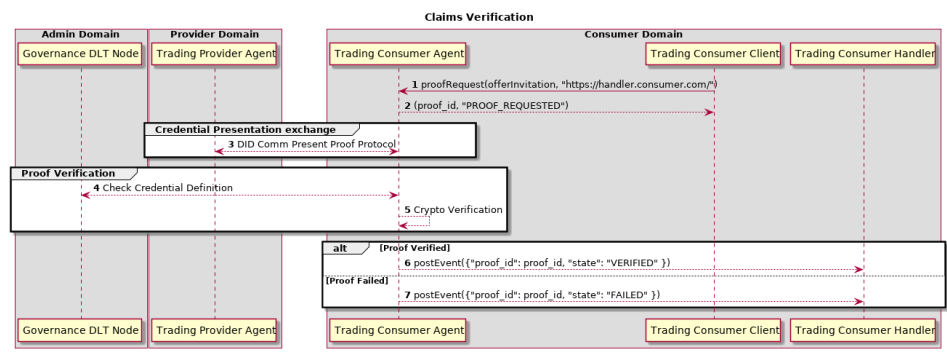 Claims Verification
Admin Domain
Provider Domain
Consumer Domain
Governance DLT Node
Trading Provider Agent
Trading Consumer Agent
Trading Consumer Client
Trading Consumer Handler
1 proofRequest(offerInvitation, "https://handler.consumer.com/")
2 (proof_id, "PROOF_REQUESTED")
Credential Presentation exchange
3 DID Comm Present Proof Protocol
Proof Verification
4 Check Credential Definition
5 Crypto Verification
alt [Proof Verified]
6 postEvent({"proof_id": proof_id, "state": "VERIFIED" })
[Proof Failed]
7 postEvent({"proof_id": proof_id, "state": "FAILED" })
Governance DLT Node
Trading Provider Agent
Trading Consumer Agent
Trading Consumer Client
Trading Consumer Handler